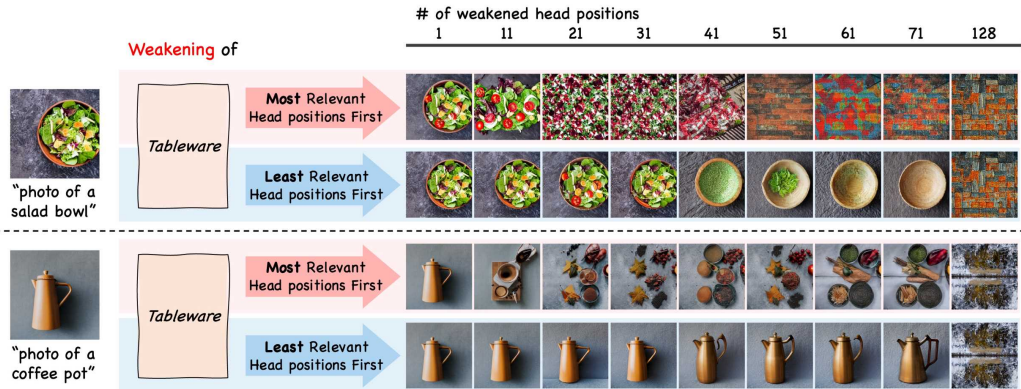 # of weakened head positions
1 11 21 31 41 51 61 71 128
Weakening of
Tableware
Most Relevant
Head positions First
Least Relevant
Head positions First
"photo of a
salad bowl"
Tableware
Most Relevant
Head positions First
Least Relevant
Head positions First
"photo of a
coffee pot"